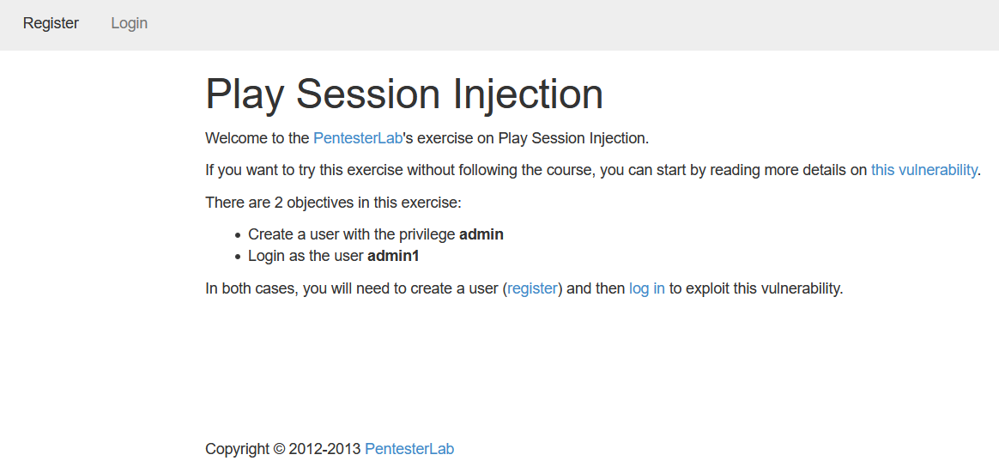 Register Login
Play Session Injection
Welcome to the PentesterLab's exercise on Play Session Injection.
If you want to try this exercise without following the course, you can start by reading more details on this vulnerability.
There are 2 objectives in this exercise:
• Create a user with the privilege admin
• Login as the user admin1
In both cases, you will need to create a user (register) and then log in to exploit this vulnerability.
Copyright © 2012-2013 PentesterLab